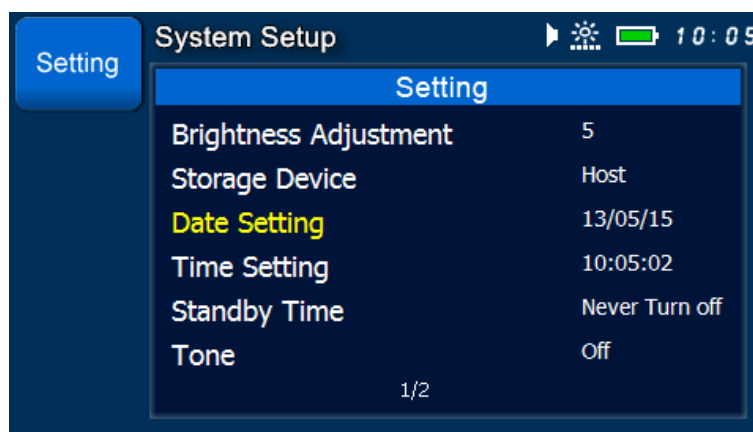 Setting
System Setup
10:05
Setting
Brightness Adjustment 5
Storage Device Host
Date Setting 13/05/15
Time Setting 10:05:02
Standby Time Never Turn off
Tone Off
1/2